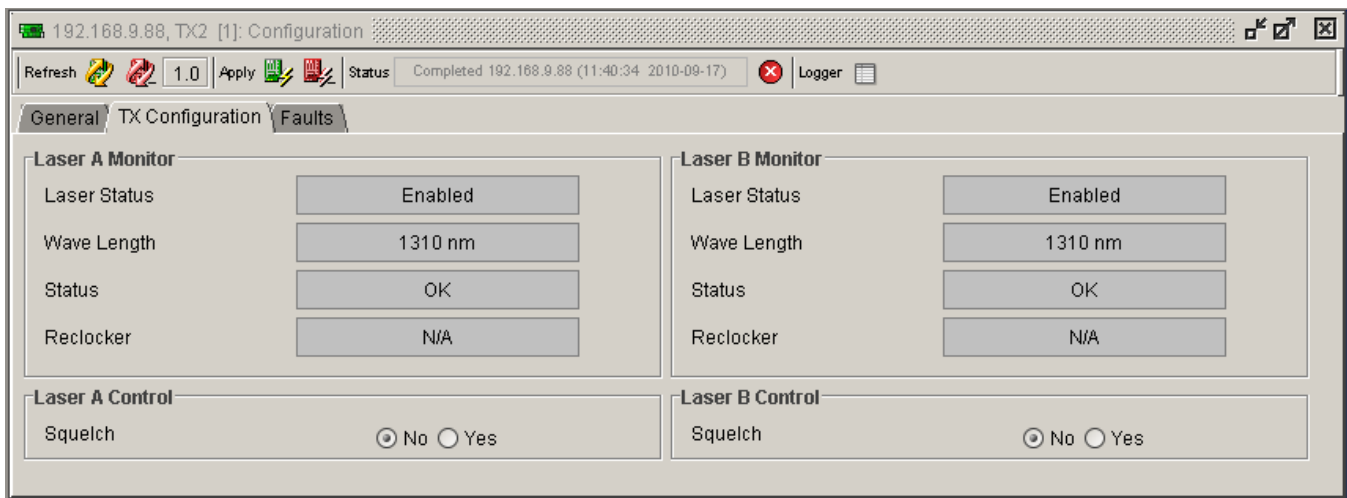 192.168.9.88, TX2 [1]: Configuration
Refresh 1.0 Apply Status Completed 192.168.9.88 (11:40:34 2010-09-17) Logger
General TX Configuration Faults
Laser A Monitor
Laser Status Enabled
Wave Length 1310 nm
Status OK
Reclocker N/A
Laser B Monitor
Laser Status Enabled
Wave Length 1310 nm
Status OK
Reclocker N/A
Laser A Control
Squelch No Yes
Laser B Control
Squelch No Yes